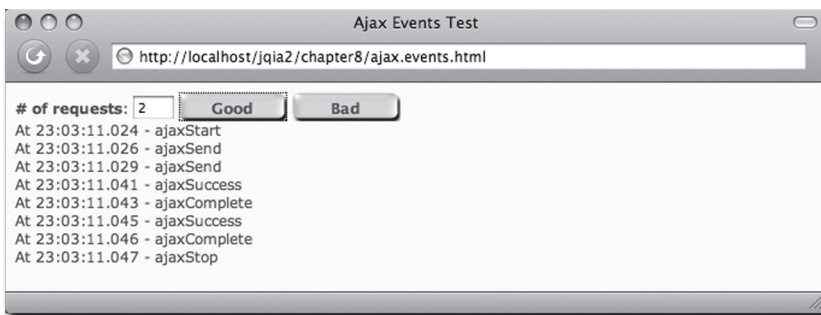 Ajax Events Test
http://localhost/jqia2/chapter8/ajax.events.html
# of requests: 2 Good Bad
At 23:03:11.024 - ajaxStart
At 23:03:11.026 - ajaxSend
At 23:03:11.029 - ajaxSend
At 23:03:11.041 - ajaxSuccess
At 23:03:11.043 - ajaxComplete
At 23:03:11.045 - ajaxSuccess
At 23:03:11.046 - ajaxComplete
At 23:03:11.047 - ajaxStop